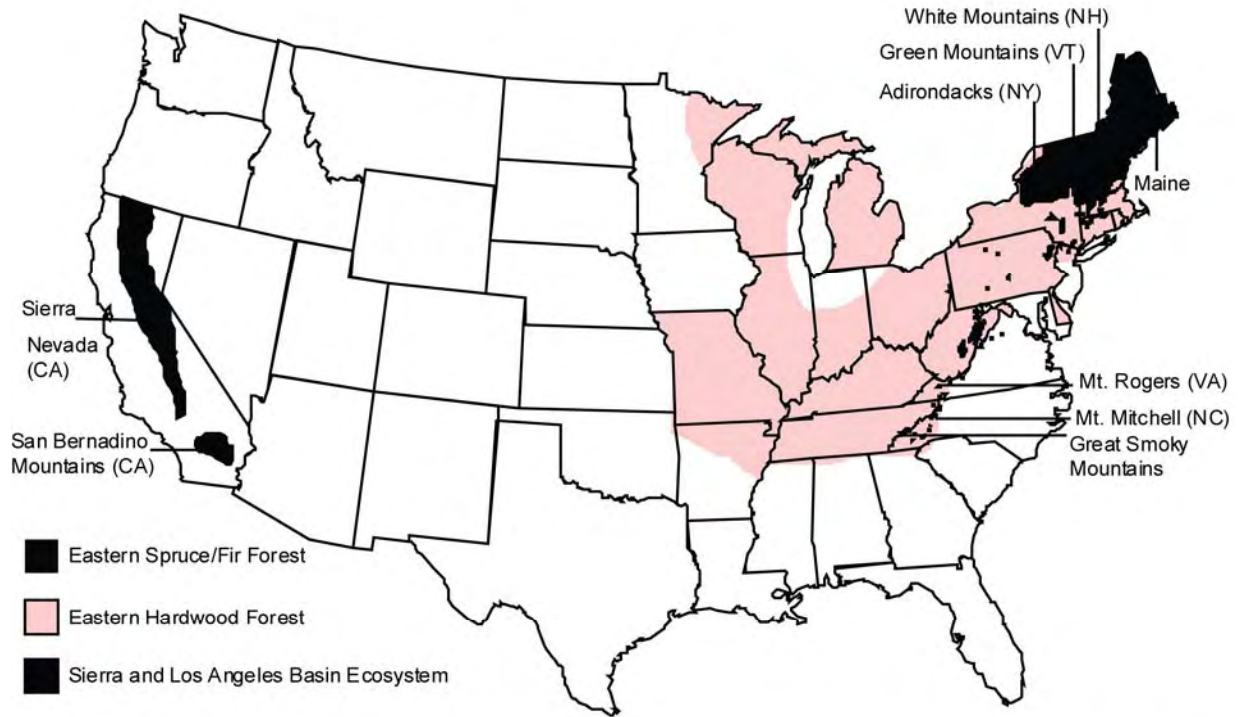 White Mountains (NH)
Green Mountains (VT)
Adirondacks (NY)
Maine
Sierra
Nevada
(CA)
San Bernadino
Mountains (CA)
Mt. Rogers (VA)
Mt. Mitchell (NC)
Great Smoky
Mountains
Eastern Spruce/Fir Forest
Eastern Hardwood Forest
Sierra and Los Angeles Basin Ecosystem